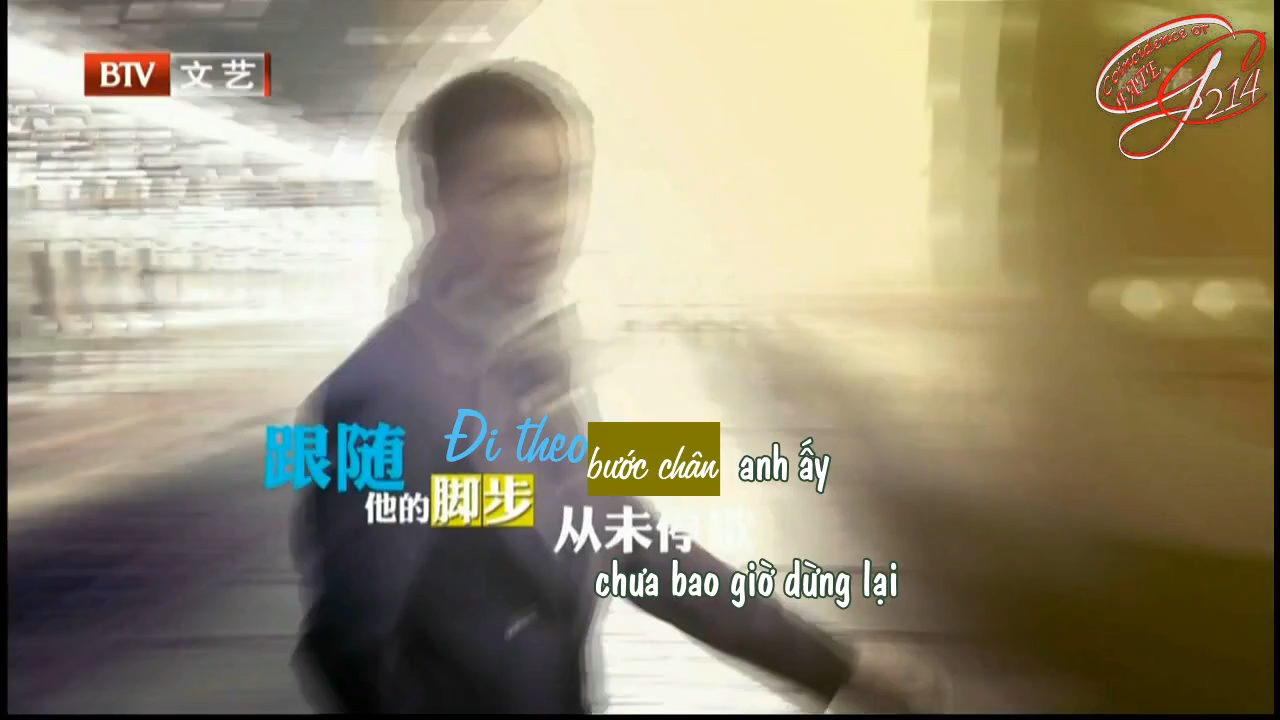 BTV 文艺
Coincidence or
FATE
214
跟随
Đi theo
bước chân anh ấy
他的脚步
从未停
chưa bao giờ dừng lại